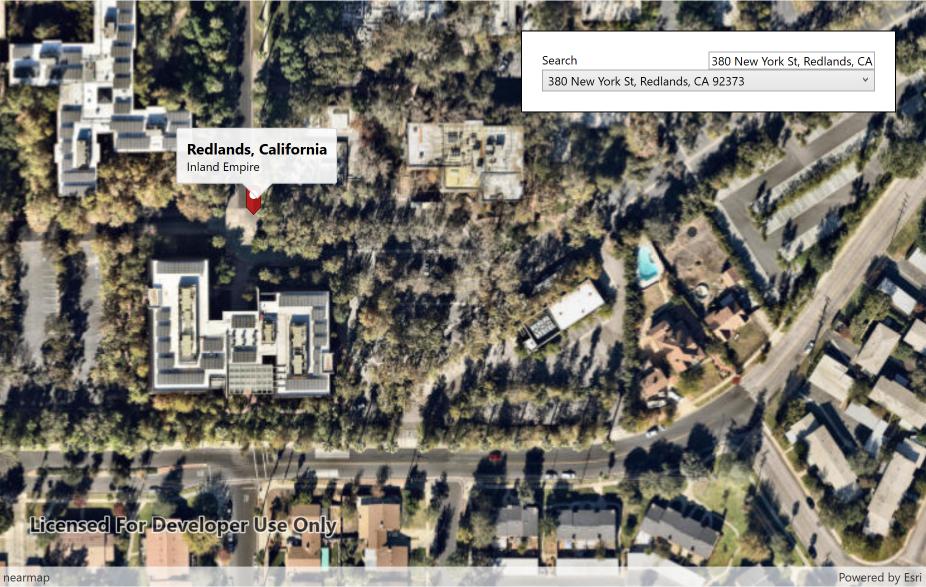 Search
380 New York St, Redlands, CA
380 New York St, Redlands, CA 92373
Redlands, California
Inland Empire
Licensed For Developer Use Only
nearmap
Powered by Esri